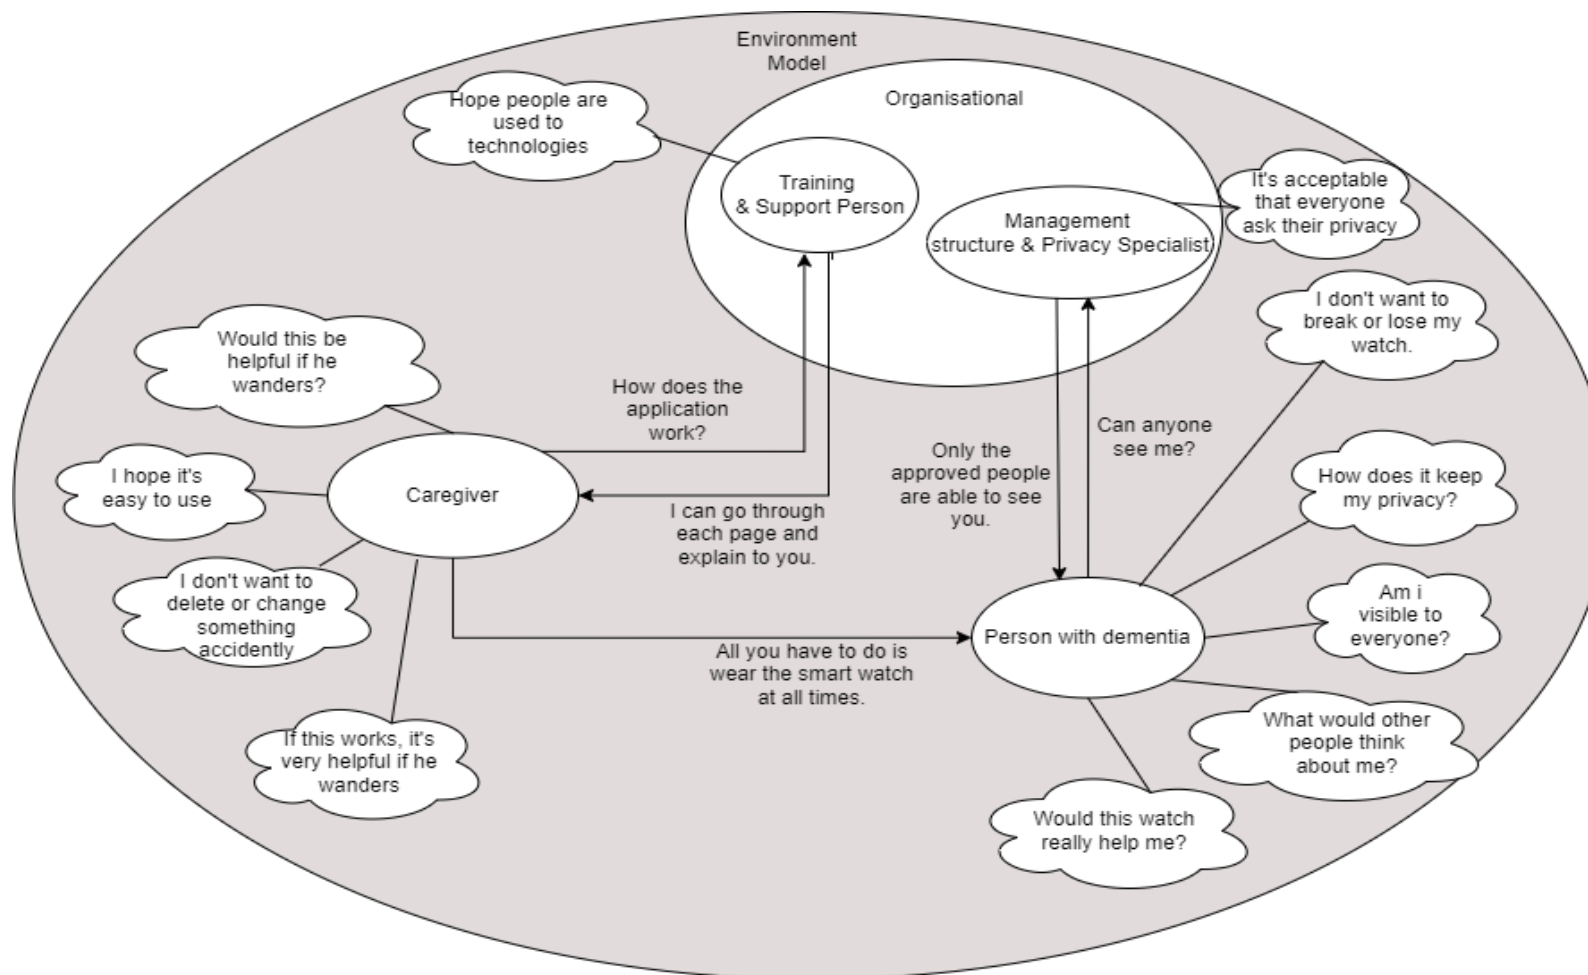 Environment
Model
Organisational
Hope people are
used to
technologies
Training
& Support Person
Management
structure & Privacy Specialist
It's acceptable
that everyone
ask their privacy
I don't want to
break or lose my
watch.
Would this be
helpful if he
wanders?
How does the
application
work?
Can anyone
see me?
Only the
approved people
are able to see
you.
How does it keep
my privacy?
I hope it's
easy to use
Caregiver
I can go through
each page and
explain to you.
I don't want to
delete or change
something
accidently
Am i
visible to
everyone?
Person with dementia
All you have to do is
wear the smart watch
at all times.
What would other
people think
about me?
If this works, it's
very helpful if he
wanders
Would this watch
really help me?